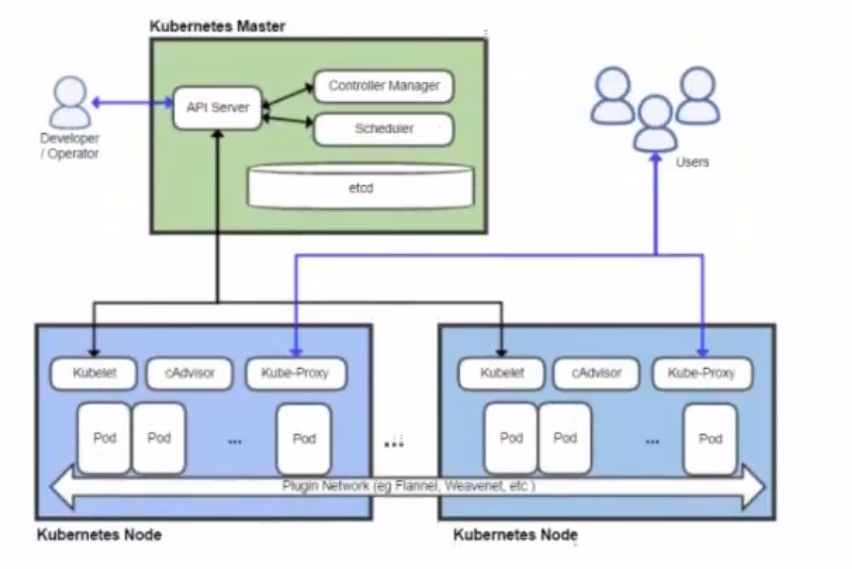 Kubernetes Master
API Server
Controller Manager
Scheduler
etcd
Developer
/ Operator
Users
Kubelet
cAdvisor
Kube-Proxy
Pod
Pod
...
Pod
...
Kubelet
cAdvisor
Kube-Proxy
Pod
Pod
...
Pod
Plugin Network (eg Flannel, Weavenet, etc )
Kubernetes Node
Kubernetes Node